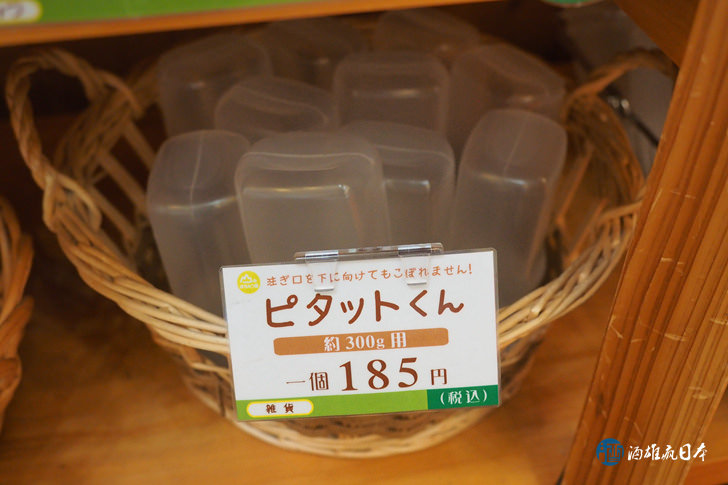 注ぎ口を下に向けてもこぼれません！
ピタットくん
約300g用
一個185円
(税込)
雑貨
酒雄瘋日本